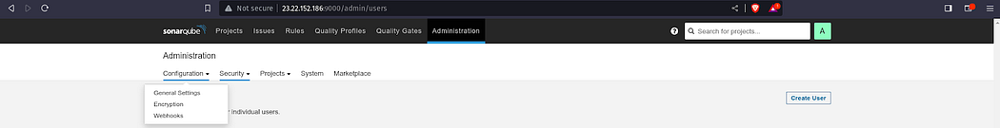 Not secure | 23.22.152.186:9000/admin/users
sonarqube Projects Issues Rules Quality Profiles Quality Gates Administration ? Search for projects... A
Administration
Configuration Security Projects System Marketplace
General Settings
Encryption
Webhooks
Create User
individual users.